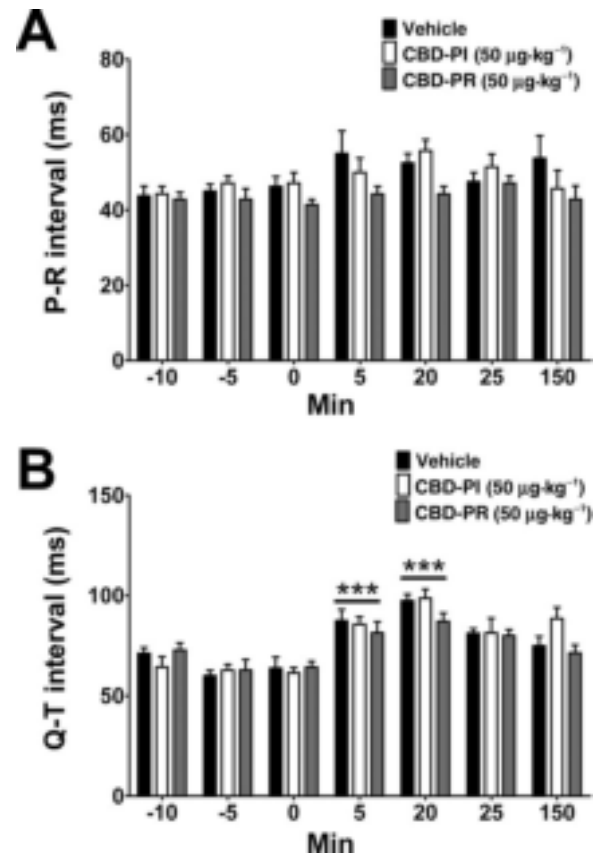 A
Vehicle
CBD-PI (50 µg·kg⁻¹)
CBD-PR (50 µg·kg⁻¹)
P-R interval (ms)
80
60
40
20
0
-10 -5 0 5 20 25 150
Min
B
Vehicle
CBD-PI (50 µg·kg⁻¹)
CBD-PR (50 µg·kg⁻¹)
Q-T interval (ms)
150
100
50
0
*** ***
-10 -5 0 5 20 25 150
Min